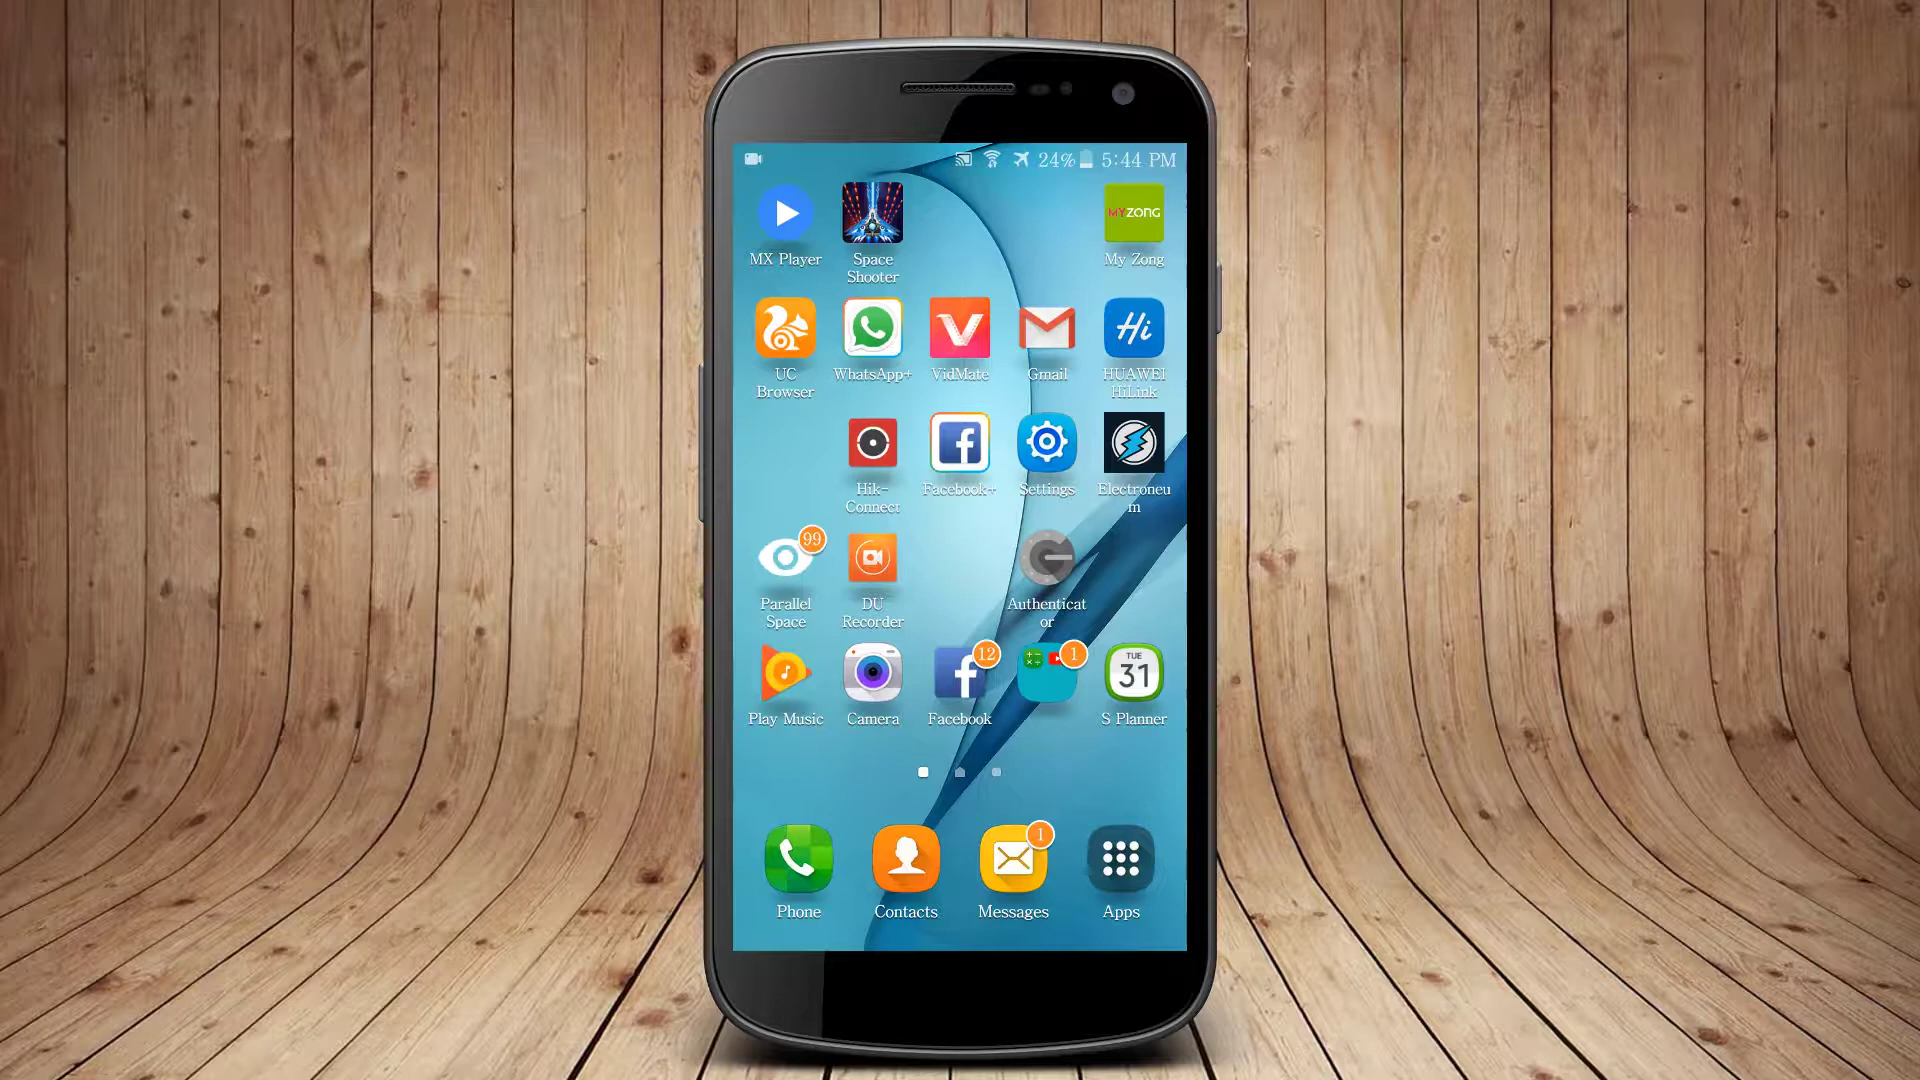 24% 5:44 PM
MYZONG
MX Player
Space
Shooter
My Zong
Hi
UC
Browser
WhatsApp+
VidMate
Gmail
HUAWEI
HiLink
Hik-
Connect
Facebook+
Settings
Electroneu
m
99
Parallel
Space
DU
Recorder
Authenticat
or
12
1
TUE
31
Play Music
Camera
Facebook
S Planner
1
Phone
Contacts
Messages
Apps